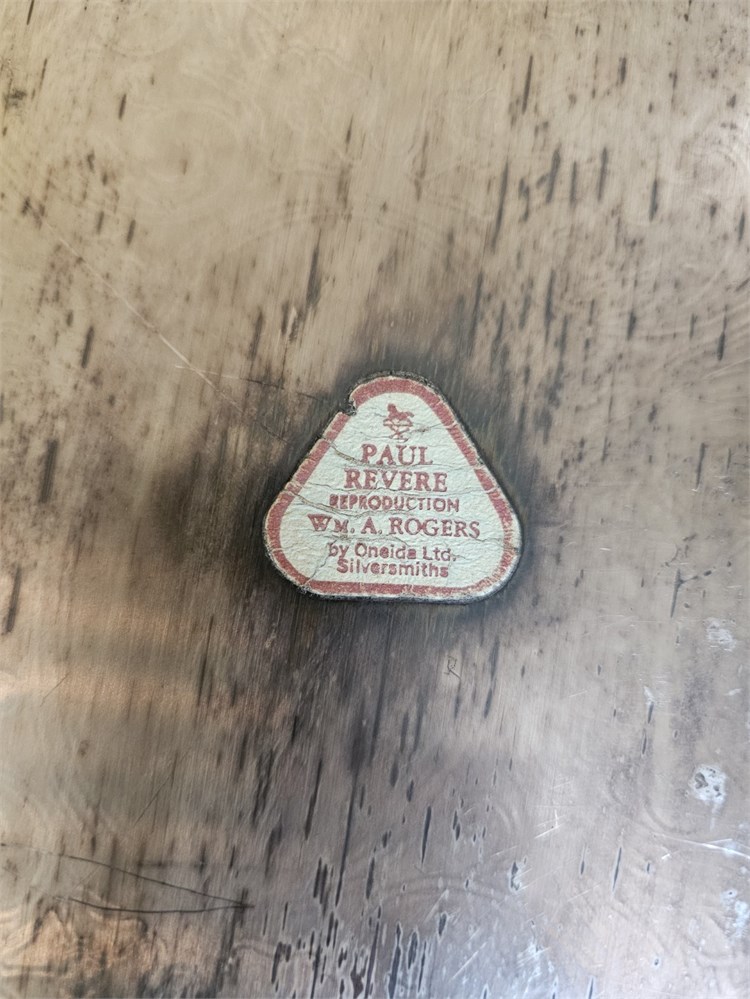 PAUL
REVERE
REPRODUCTION
WM. A. ROGERS
by Oneida Ltd.
Silversmiths